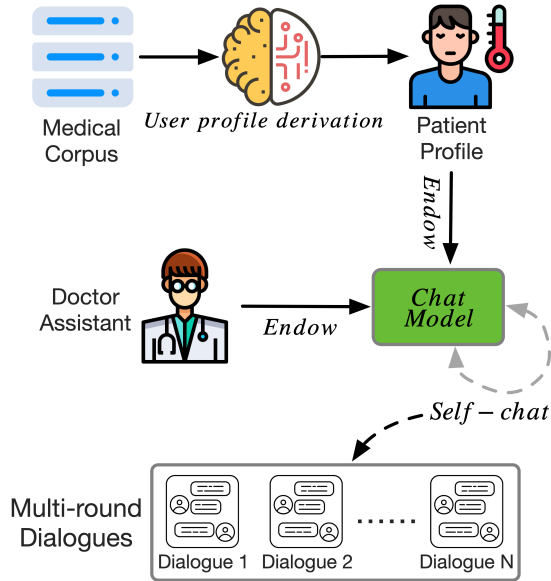 Medical
Corpus
User profile derivation
Patient
Profile
Endow
Doctor
Assistant
Endow
Chat
Model
Self-chat
Multi-round
Dialogues
Dialogue 1
Dialogue 2
......
Dialogue N